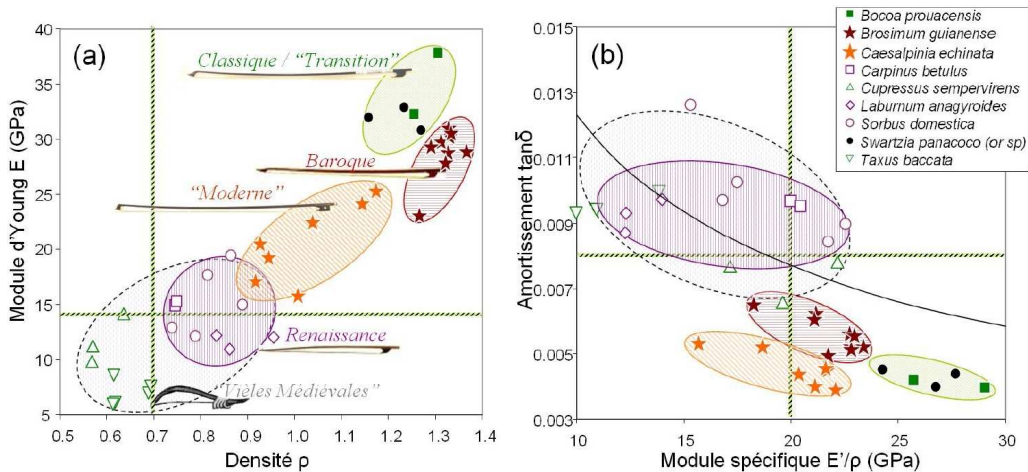 (a)
Module d'Young E (GPa)
40
35
30
25
20
15
10
5
Classique / "Transition"
Baroque
"Moderne"
Renaissance
Vièles Médiévales"
0.5 0.6 0.7 0.8 0.9 1.0 1.1 1.2 1.3 1.4
Densité ρ
(b)
Amortissement tanδ
0.015
0.013
0.011
0.009
0.007
0.005
0.003
10 15 20 25 30
Module spécifique E'/ρ (GPa)
Bocoa prouacensis
Brosimum guianense
Caesalpinia echinata
Carpinus betulus
Cupressus sempervirens
Laburnum anagyroides
Sorbus domestica
Swartzia panacoco (or sp)
Taxus baccata